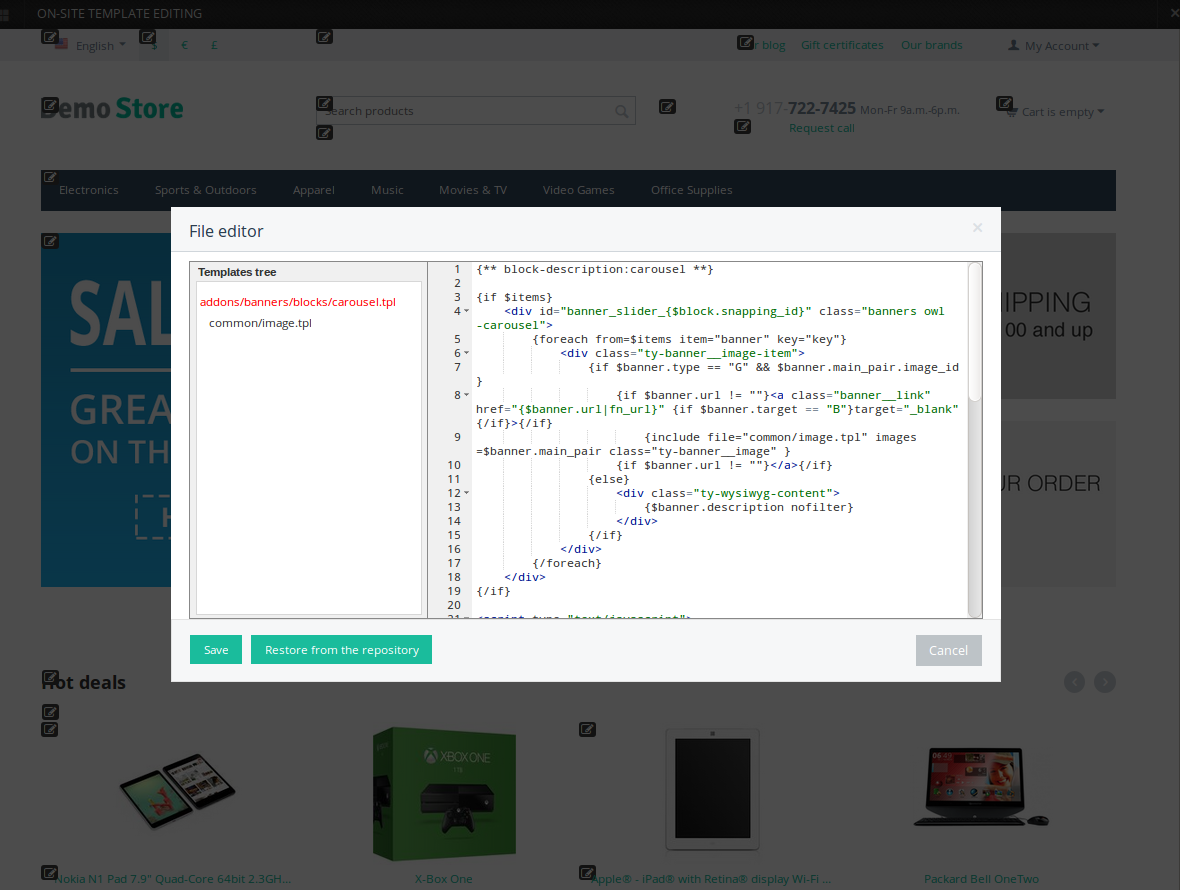 ON-SITE TEMPLATE EDITING
English $ € £
blog Gift certificates Our brands My Account
Demo Store
Search products
+1 917-722-7425 Mon-Fr 9a.m.-6p.m.
Request call
Cart is empty
Electronics Sports & Outdoors Apparel Music Movies & TV Video Games Office Supplies
File editor
Templates tree
addons/banners/blocks/carousel.tpl
common/image.tpl
1 {** block-description:carousel **}
2
3 {if $items}
4 <div id="banner_slider_{$block.snapping_id}" class="banners owl
-carousel">
5 {foreach from=$items item="banner" key="key"}
6 <div class="ty-banner__image-item">
7 {if $banner.type == "G" && $banner.main_pair.image_id
}
8 {if $banner.url != ""}<a class="banner__link"
href="{$banner.url|fn_url}" {if $banner.target == "B"}target="_blank"
{/if}>{/if}
9 {include file="common/image.tpl" images
=$banner.main_pair class="ty-banner__image" }
10 {if $banner.url != ""}</a>{/if}
11 {else}
12 <div class="ty-wysiwyg-content">
13 {$banner.description nofilter}
14 </div>
15 {/if}
16 </div>
17 {/foreach}
18 </div>
19 {/if}
20
21 <script type="text/javascript">
Save
Restore from the repository
Cancel
SAL
GREA
ON TH
HIPPING
00 and up
UR ORDER
Hot deals
XBOX ONE
Nokia N1 Pad 7.9" Quad-Core 64bit 2.3GH...
X-Box One
Apple® - iPad® with Retina® display Wi-Fi ...
Packard Bell OneTwo